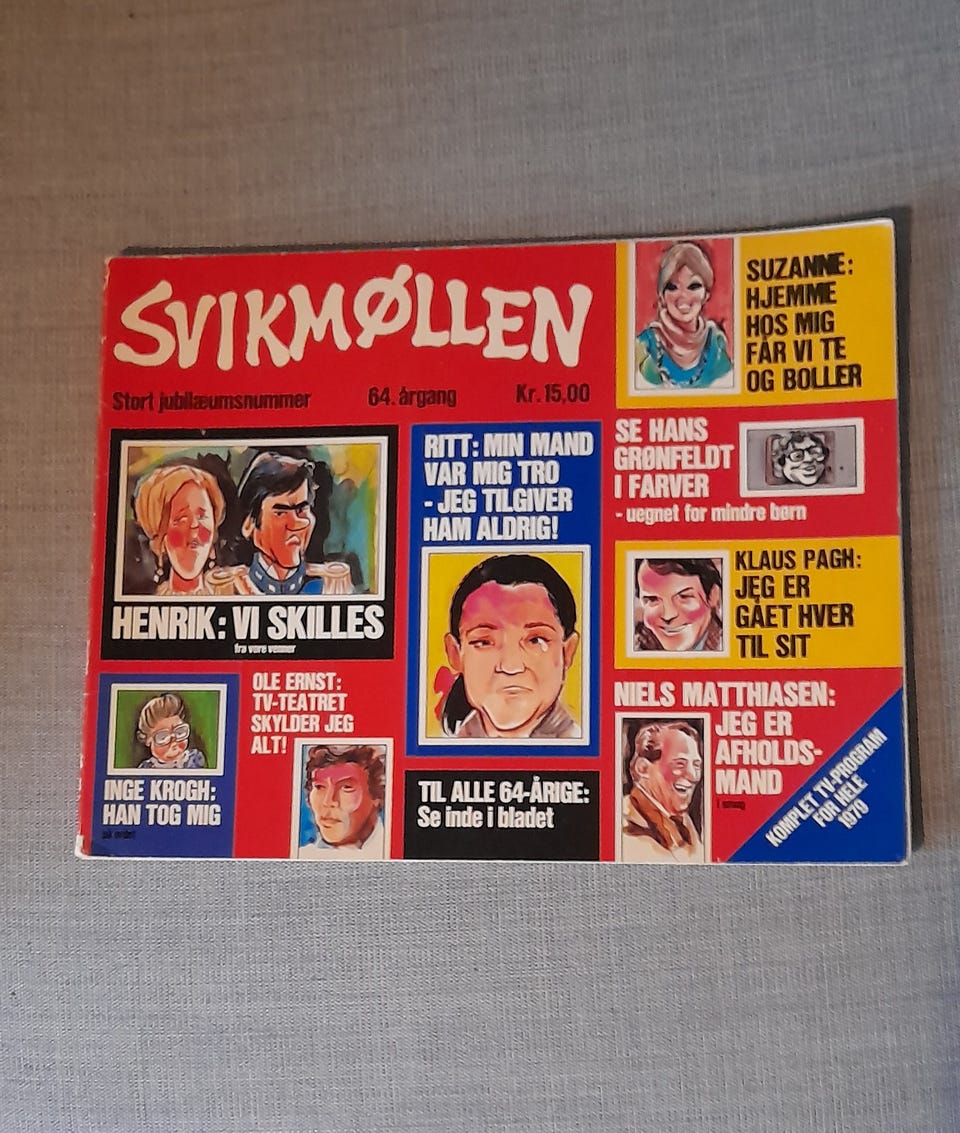 SVIKMØLLEN
Stort jubilæumsnummer 64. årgang Kr. 15,00
SUZANNE:
HJEMME
HOS MIG
FÅR VI TE
OG BOLLER
HENRIK: VI SKILLES
fra vore venner
RITT: MIN MAND
VAR MIG TRO
- JEG TILGIVER
HAM ALDRIG!
SE HANS
GRØNFELDT
I FARVER
- uegnet for mindre børn
KLAUS PAGH:
JEG ER
GÅET HVER
TIL SIT
INGE KROGH:
HAN TOG MIG
på ordet
OLE ERNST:
TV-TEATRET
SKYLDER JEG
ALT!
TIL ALLE 64-ÅRIGE:
Se inde i bladet
NIELS MATTHIASEN:
JEG ER
AFHOLDS-
MAND
I smug
KOMPLET TV-PROGRAM
FOR HELE
1979